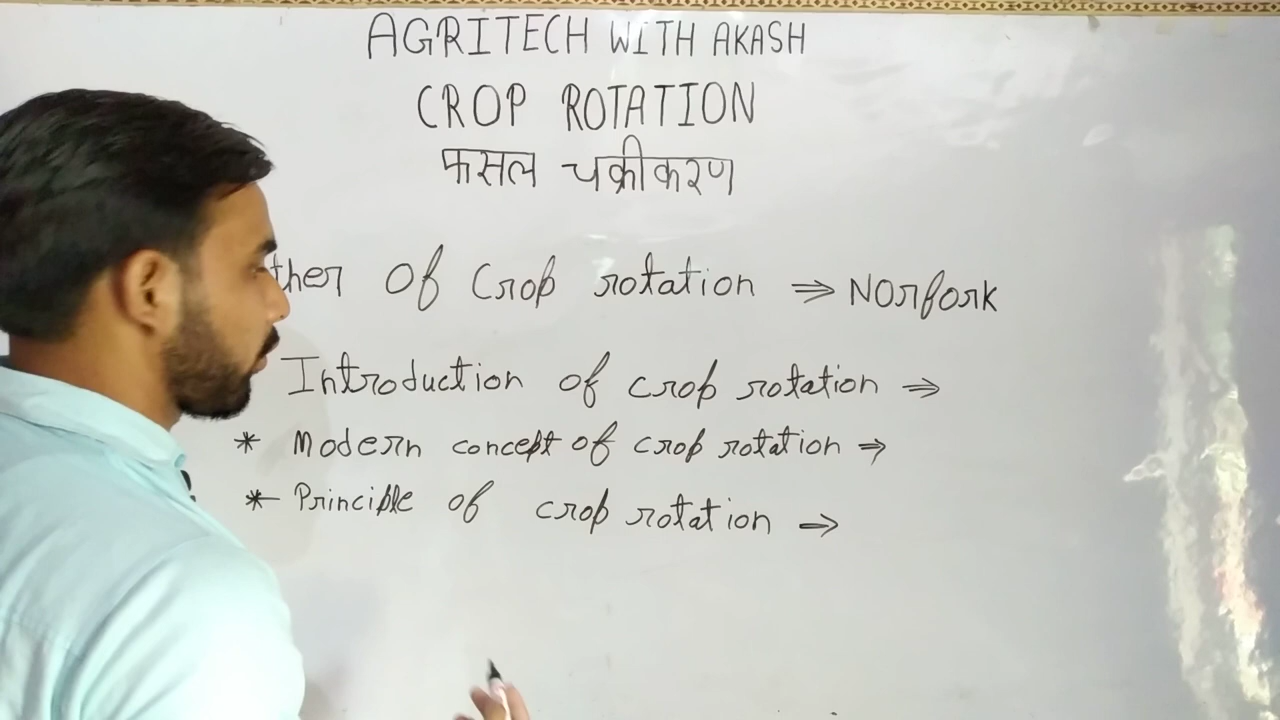 AGRITECH WITH AKASH
CROP ROTATION
फसल चक्रीकरण
ther of Crop rotation ⇒ Norfork
Introduction of crop rotation ⇒
* Modern concept of crop rotation ⇒
* Principle of crop rotation ⇒